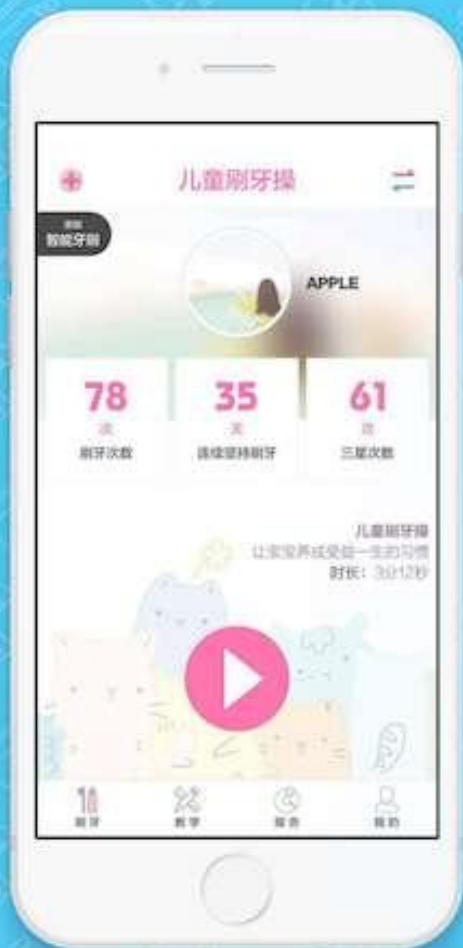 儿童刷牙操
智能牙刷
APPLE
78
次
刷牙次数
35
天
连续坚持刷牙
61
次
三星次数
儿童刷牙操
让宝宝养成受益一生的习惯
时长：3分12秒
刷牙
教学
报告
我的